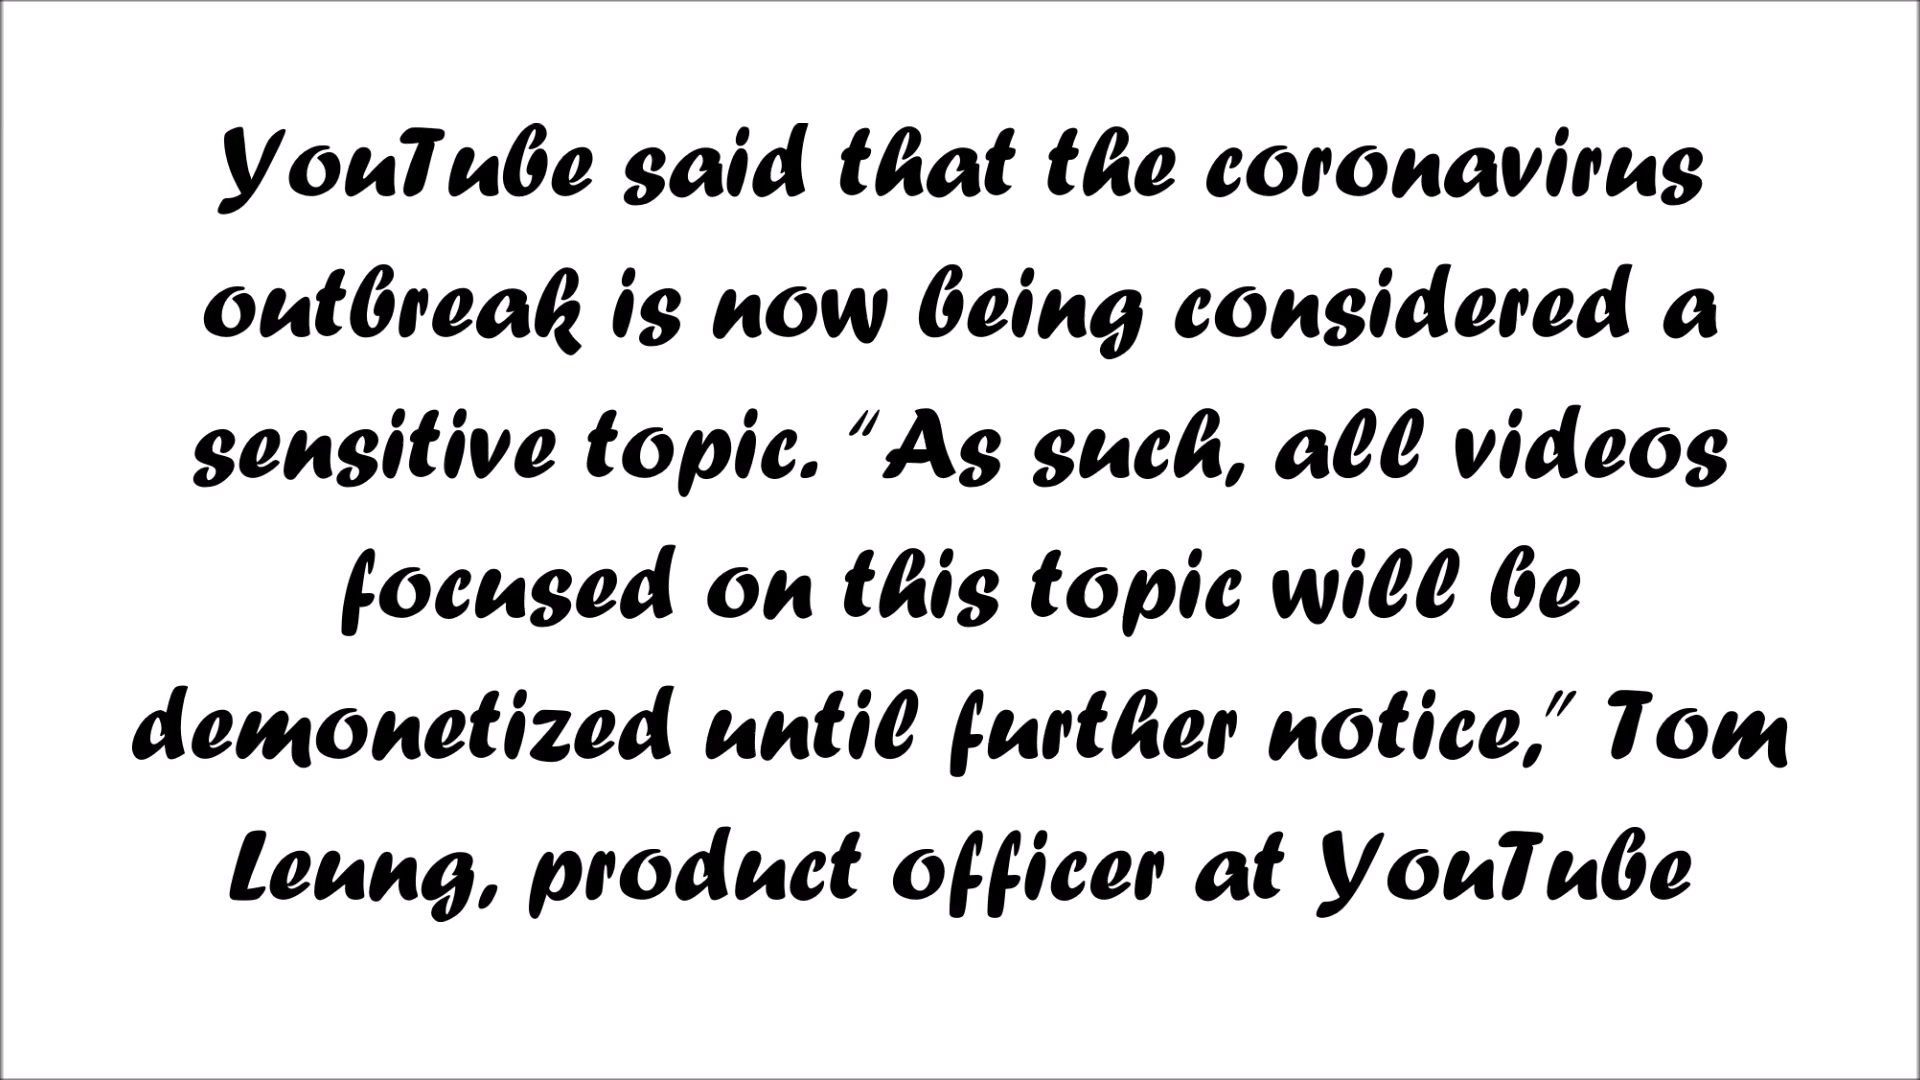 YouTube said that the coronavirus
outbreak is now being considered a
sensitive topic. “As such, all videos
focused on this topic will be
demonetized until further notice,” Tom
Leung, product officer at YouTube